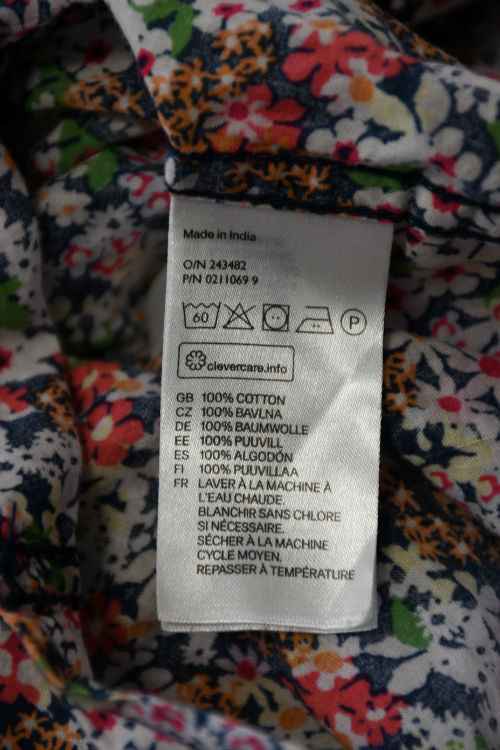 Made in India
O/N 243482
P/N 0211069 9
60 P
clevercare.info
GB 100% COTTON
CZ 100% BAVLNA
DE 100% BAUMWOLLE
EE 100% PUUVILL
ES 100% ALGODÓN
FI 100% PUUVILLAA
FR LAVER À LA MACHINE À
L'EAU CHAUDE.
BLANCHIR SANS CHLORE
SI NÉCESSAIRE.
SÉCHER À LA MACHINE
CYCLE MOYEN.
REPASSER À TEMPÉRATURE